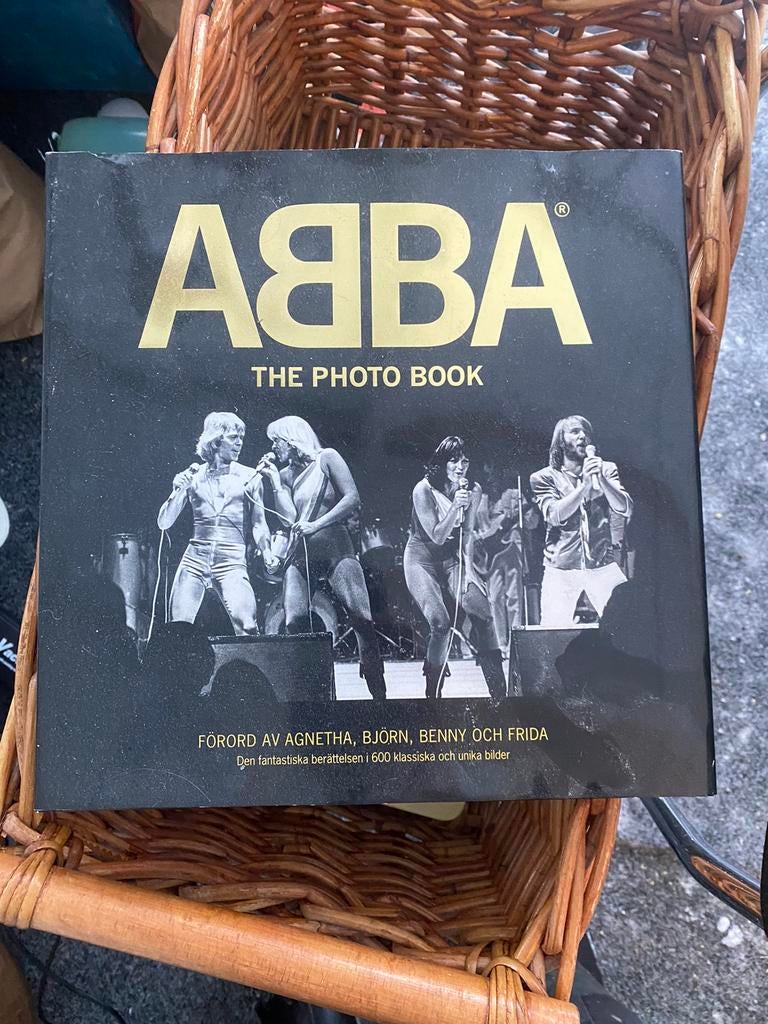 ABBA®
THE PHOTO BOOK
FÖRORD AV AGNETHA, BJÖRN, BENNY OCH FRIDA
Den fantastiska berättelsen i 600 klassiska och unika bilder